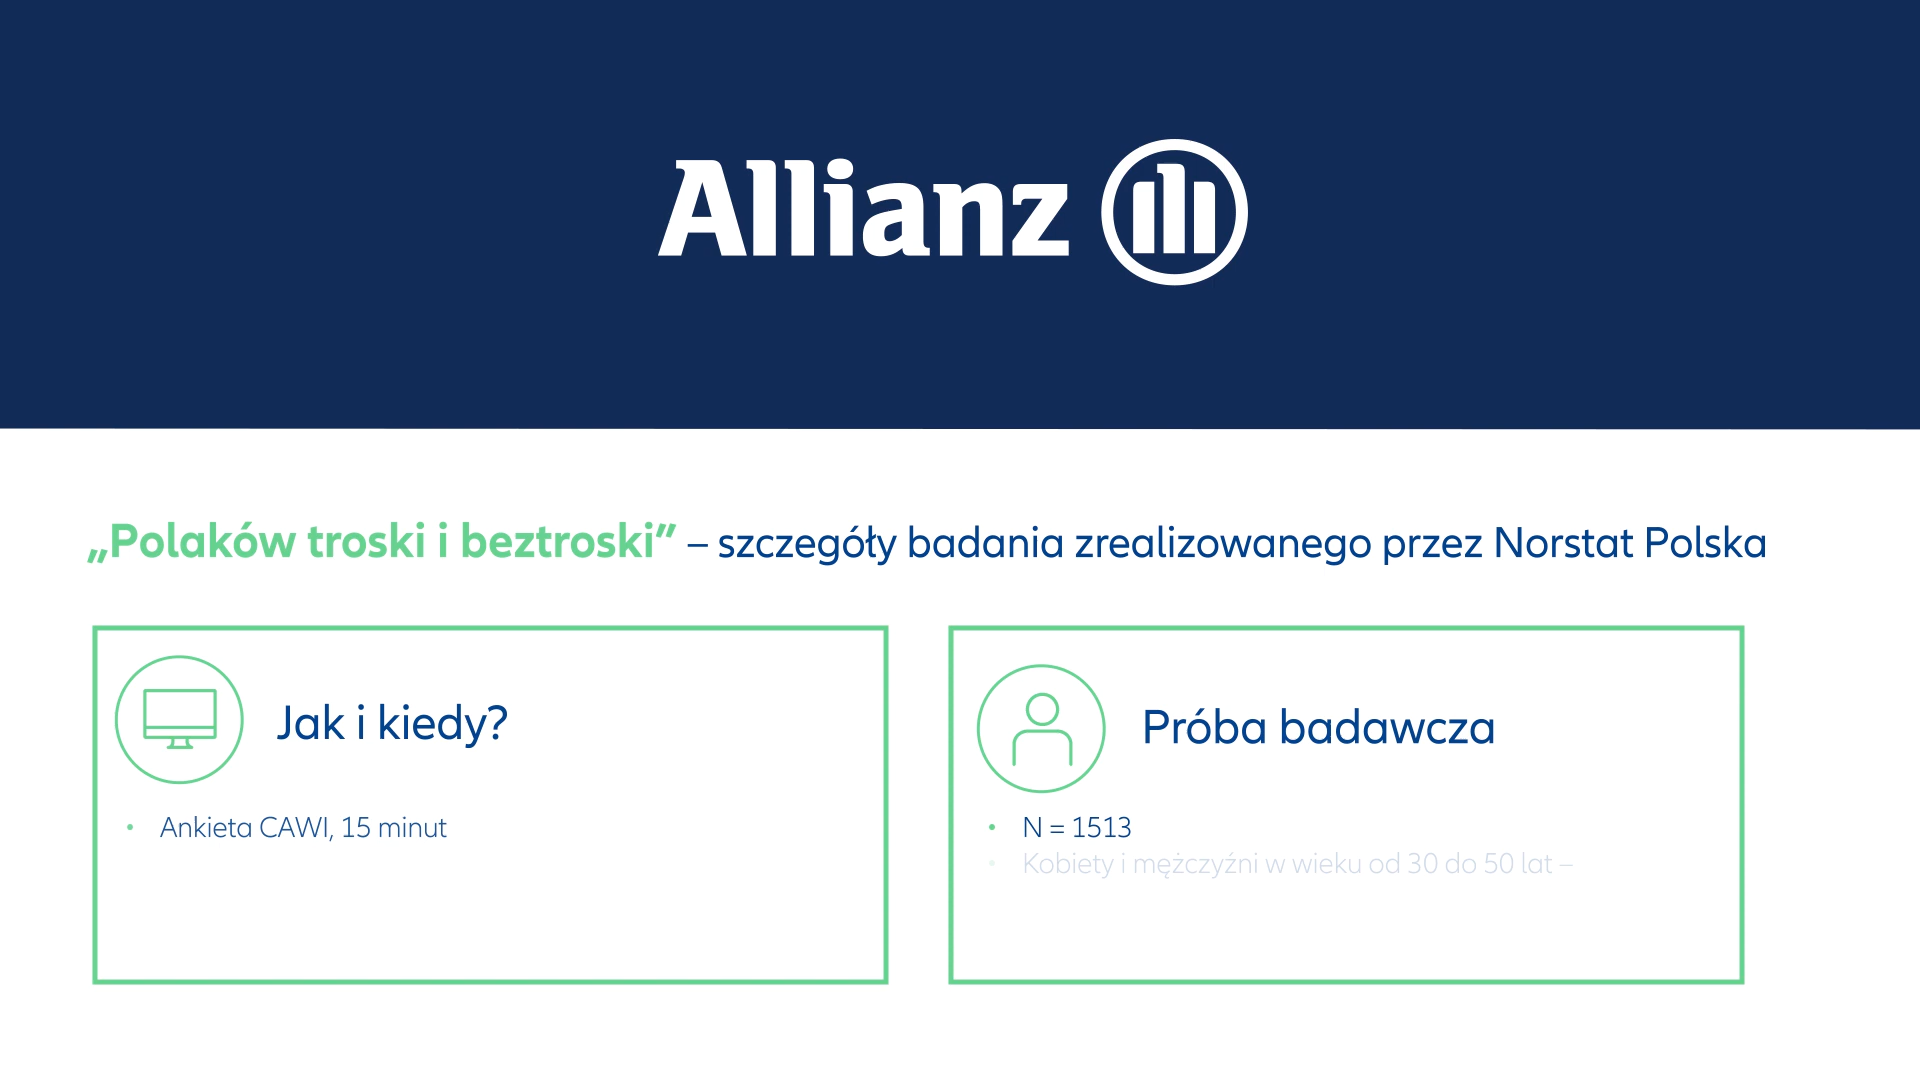 Allianz
„Polaków troski i beztroski” – szczegóły badania zrealizowanego przez Norstat Polska
Jak i kiedy?
• Ankieta CAWI, 15 minut
Próba badawcza
• N = 1513
• Kobiety i mężczyźni w wieku od 30 do 50 lat –